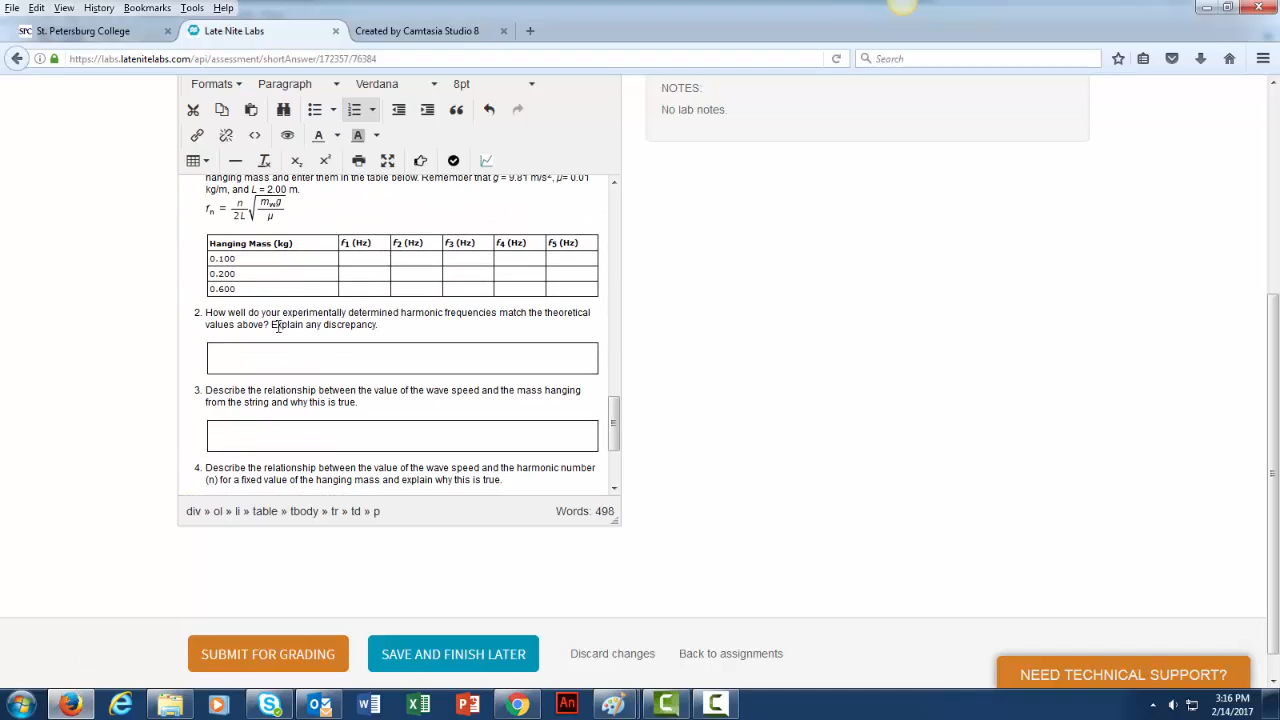 File Edit View History Bookmarks Tools Help
SPC St. Petersburg College × Late Nite Labs × Created by Camtasia Studio 8 × +
https://labs.latenitelabs.com/api/assessment/shortAnswer/172357/76384 Search
Formats Paragraph Verdana 8pt
NOTES:
No lab notes.
hanging mass and enter them in the table below. Remember that g = 9.81 m/s², μ= 0.01
kg/m, and L = 2.00 m.
fn = n/2L √(mwg/μ)
Hanging Mass (kg) f1 (Hz) f2 (Hz) f3 (Hz) f4 (Hz) f5 (Hz)
0.100
0.200
0.600
2. How well do your experimentally determined harmonic frequencies match the theoretical
values above? Explain any discrepancy.
3. Describe the relationship between the value of the wave speed and the mass hanging
from the string and why this is true.
4. Describe the relationship between the value of the wave speed and the harmonic number
(n) for a fixed value of the hanging mass and explain why this is true.
div » ol » li » table » tbody » tr » td » p Words: 498
SUBMIT FOR GRADING SAVE AND FINISH LATER Discard changes Back to assignments
NEED TECHNICAL SUPPORT?
3:16 PM
2/14/2017